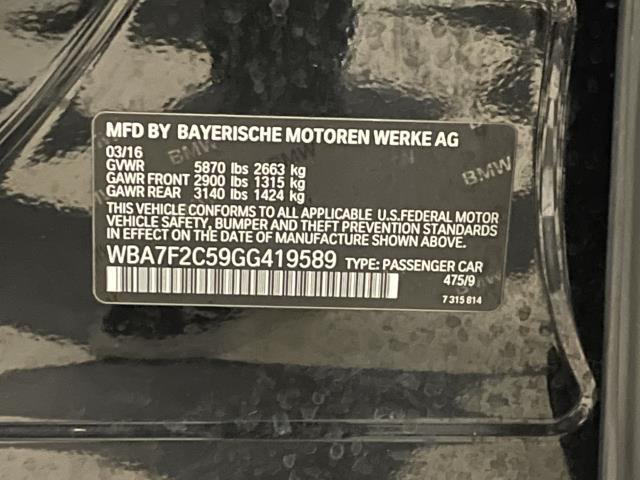 MFD BY BAYERISCHE MOTOREN WERKE AG
03/16
GVWR 5870 lbs 2663 kg
GAWR FRONT 2900 lbs 1315 kg
GAWR REAR 3140 lbs 1424 kg
THIS VEHICLE CONFORMS TO ALL APPLICABLE U.S.FEDERAL MOTOR
VEHICLE SAFETY, BUMPER AND THEFT PREVENTION STANDARDS
IN EFFECT ON THE DATE OF MANUFACTURE SHOWN ABOVE.
WBA7F2C59GG419589 TYPE: PASSENGER CAR
475/9
7 315 814
BMW